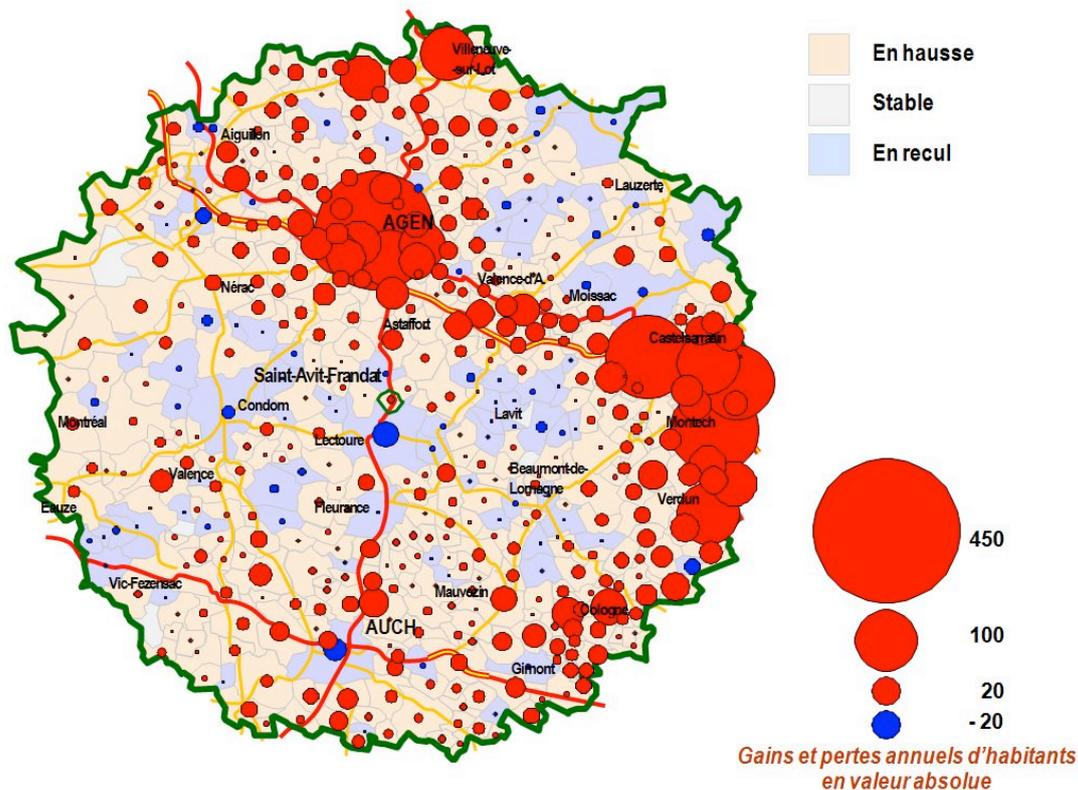 Villeneuve-
-sur-Lot
En hausse
Stable
En recul
Aiguillon
Lauzerte
AGEN
Valence-d'A.
Nérac
Moissac
Astaffort
Castelsarrasin
Saint-Avit-Frandat
Condom
Lavit
Montréal
Montech
Lectoure
Beaumont-de-
Lomagne
Valence
Verdun
Eauze
Fleurance
450
Vic-Fezensac
Mauvezin
Cologne
AUCH
100
Gimont
20
- 20
Gains et pertes annuels d'habitants
en valeur absolue